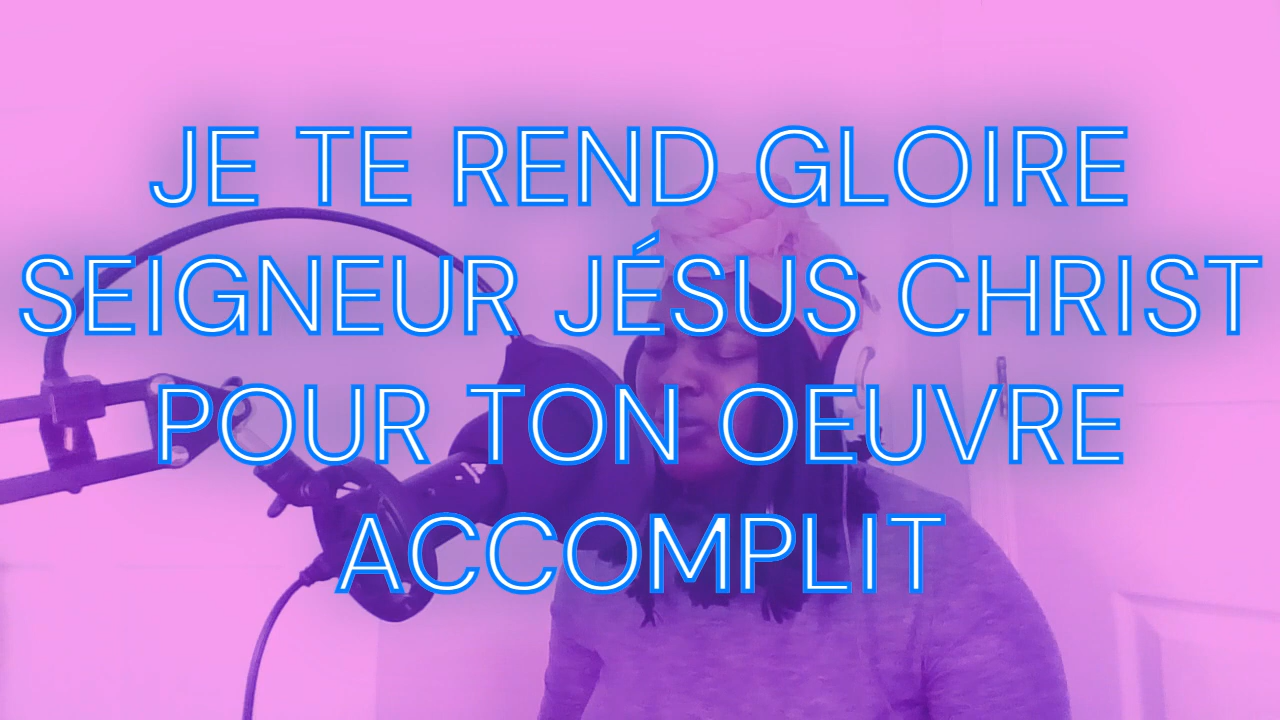 JE TE REND GLOIRE
SEIGNEUR JÉSUS CHRIST
POUR TON OEUVRE
ACCOMPLIT